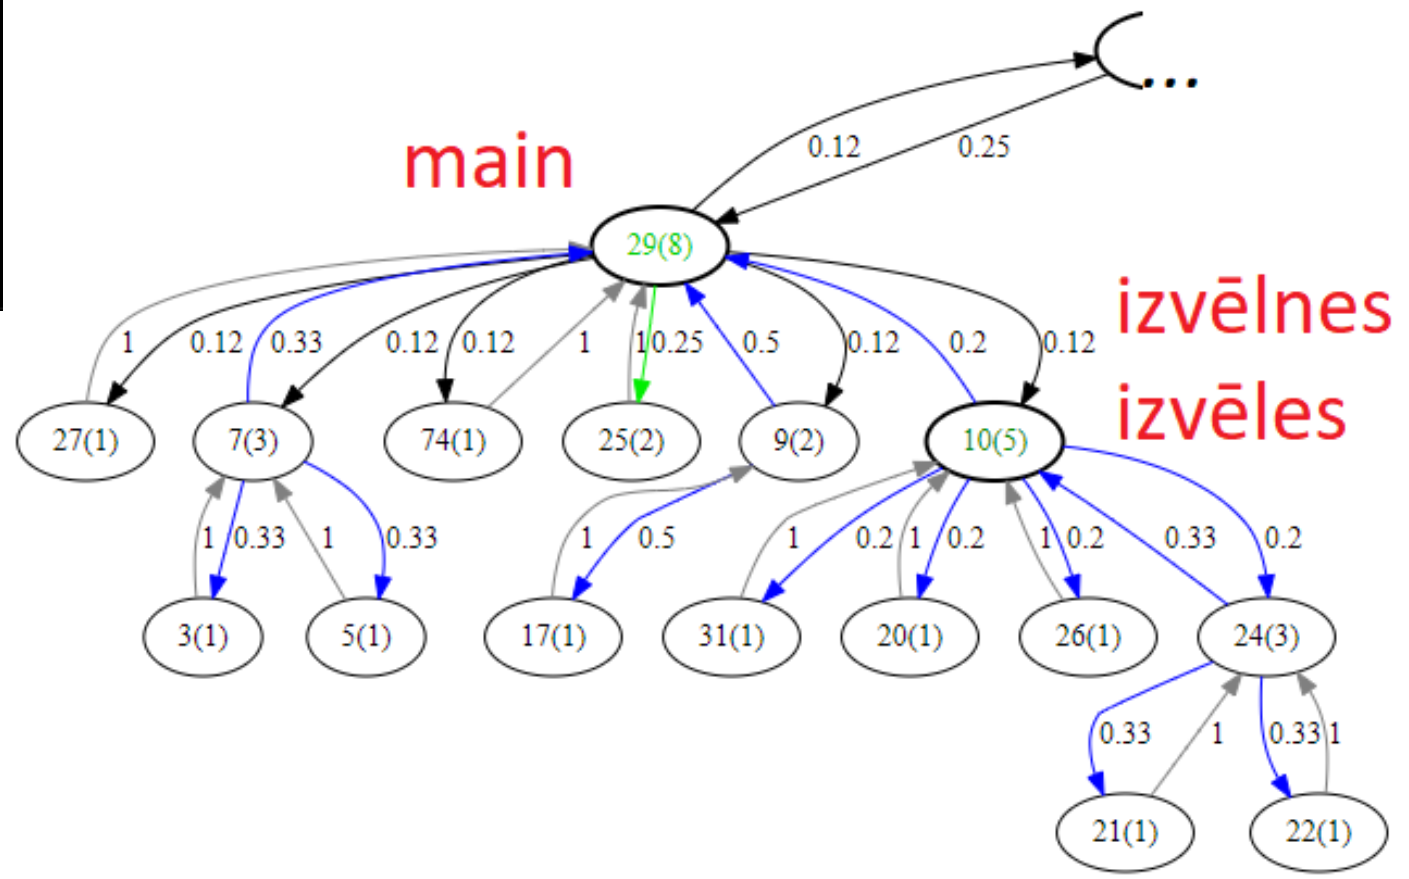 ...
0.12 0.25
main
29(8)
izvēlnes
1 0.12 0.33 0.12 0.12 1 1 0.25 0.5 0.12 0.2 0.12
izvēles
27(1) 7(3) 74(1) 25(2) 9(2) 10(5)
1 0.33 1 0.33 1 0.5 1 0.2 1 0.2 1 0.2 0.33 0.2
3(1) 5(1) 17(1) 31(1) 20(1) 26(1) 24(3)
0.33 1 0.33 1
21(1) 22(1)